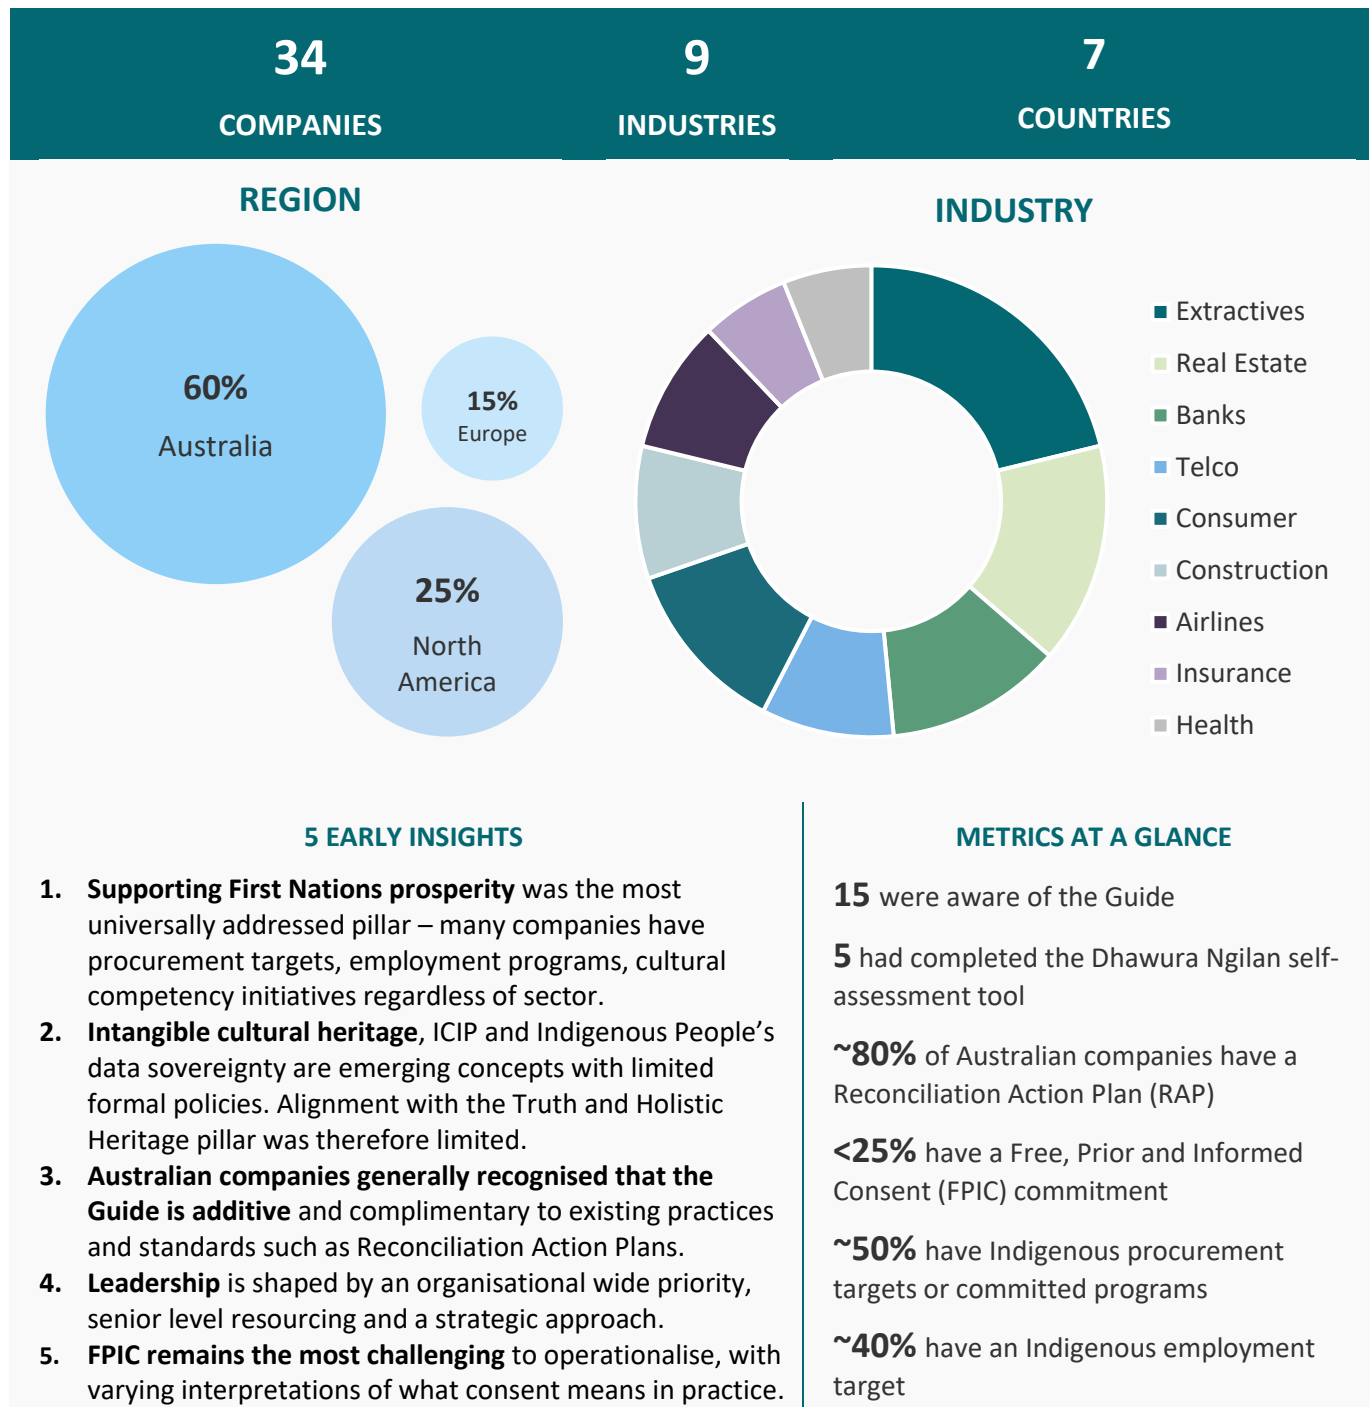 34
COMPANIES
9
INDUSTRIES
7
COUNTRIES
REGION
60%
Australia
15%
Europe
25%
North
America
INDUSTRY
Extractives
Real Estate
Banks
Telco
Consumer
Construction
Airlines
Insurance
Health
5 EARLY INSIGHTS
1. Supporting First Nations prosperity was the most
universally addressed pillar – many companies have
procurement targets, employment programs, cultural
competency initiatives regardless of sector.
2. Intangible cultural heritage, ICIP and Indigenous People’s
data sovereignty are emerging concepts with limited
formal policies. Alignment with the Truth and Holistic
Heritage pillar was therefore limited.
3. Australian companies generally recognised that the
Guide is additive and complimentary to existing practices
and standards such as Reconciliation Action Plans.
4. Leadership is shaped by an organisational wide priority,
senior level resourcing and a strategic approach.
5. FPIC remains the most challenging to operationalise, with
varying interpretations of what consent means in practice.
METRICS AT A GLANCE
15 were aware of the Guide
5 had completed the Dhawura Ngilan self-
assessment tool
~80% of Australian companies have a
Reconciliation Action Plan (RAP)
<25% have a Free, Prior and Informed
Consent (FPIC) commitment
~50% have Indigenous procurement
targets or committed programs
~40% have an Indigenous employment
target